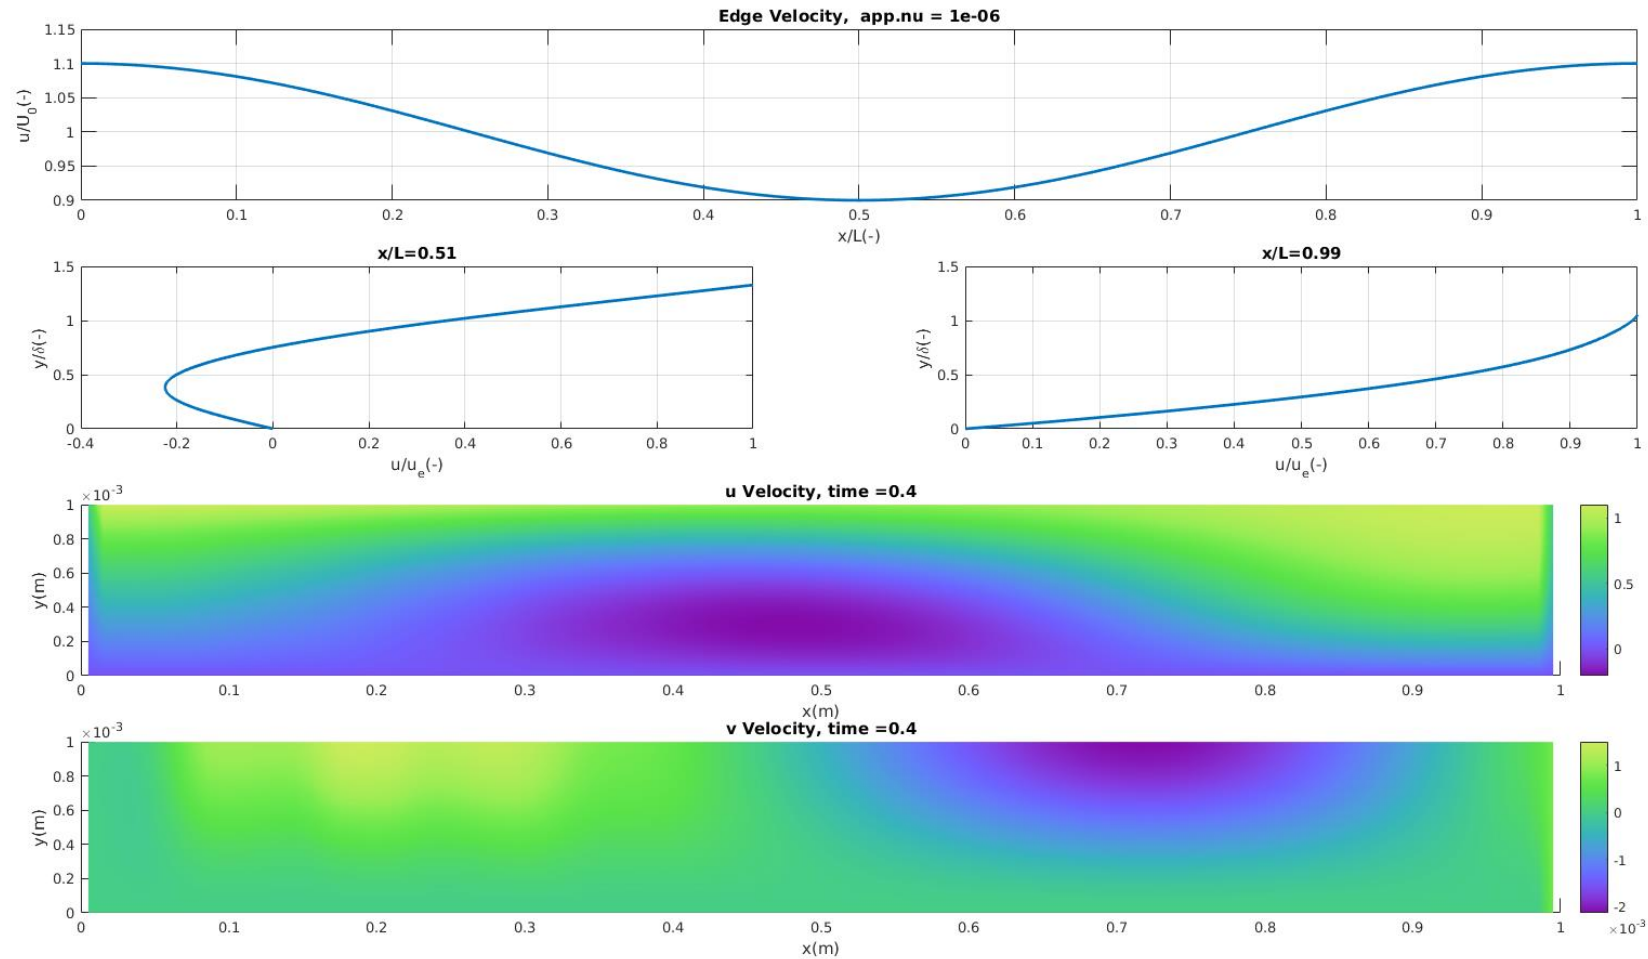 Edge Velocity,  app.nu = 1e-06
1.15
1.1
1.05
1
0.95
0.9
u/U0(-)
0 0.1 0.2 0.3 0.4 0.5 0.6 0.7 0.8 0.9 1
x/L(-)
x/L=0.51
1.5
1
0.5
0
y/δ(-)
-0.4 -0.2 0 0.2 0.4 0.6 0.8 1
u/ue(-)
x/L=0.99
1.5
1
0.5
0
y/δ(-)
0 0.1 0.2 0.3 0.4 0.5 0.6 0.7 0.8 0.9 1
u/ue(-)
u Velocity, time =0.4
×10-3
1
0.8
0.6
0.4
0.2
0
y(m)
0 0.1 0.2 0.3 0.4 0.5 0.6 0.7 0.8 0.9 1
x(m)
1
0.5
0
v Velocity, time =0.4
×10-3
1
0.8
0.6
0.4
0.2
0
y(m)
0 0.1 0.2 0.3 0.4 0.5 0.6 0.7 0.8 0.9 1
x(m)
1
0
-1
-2
×10-3